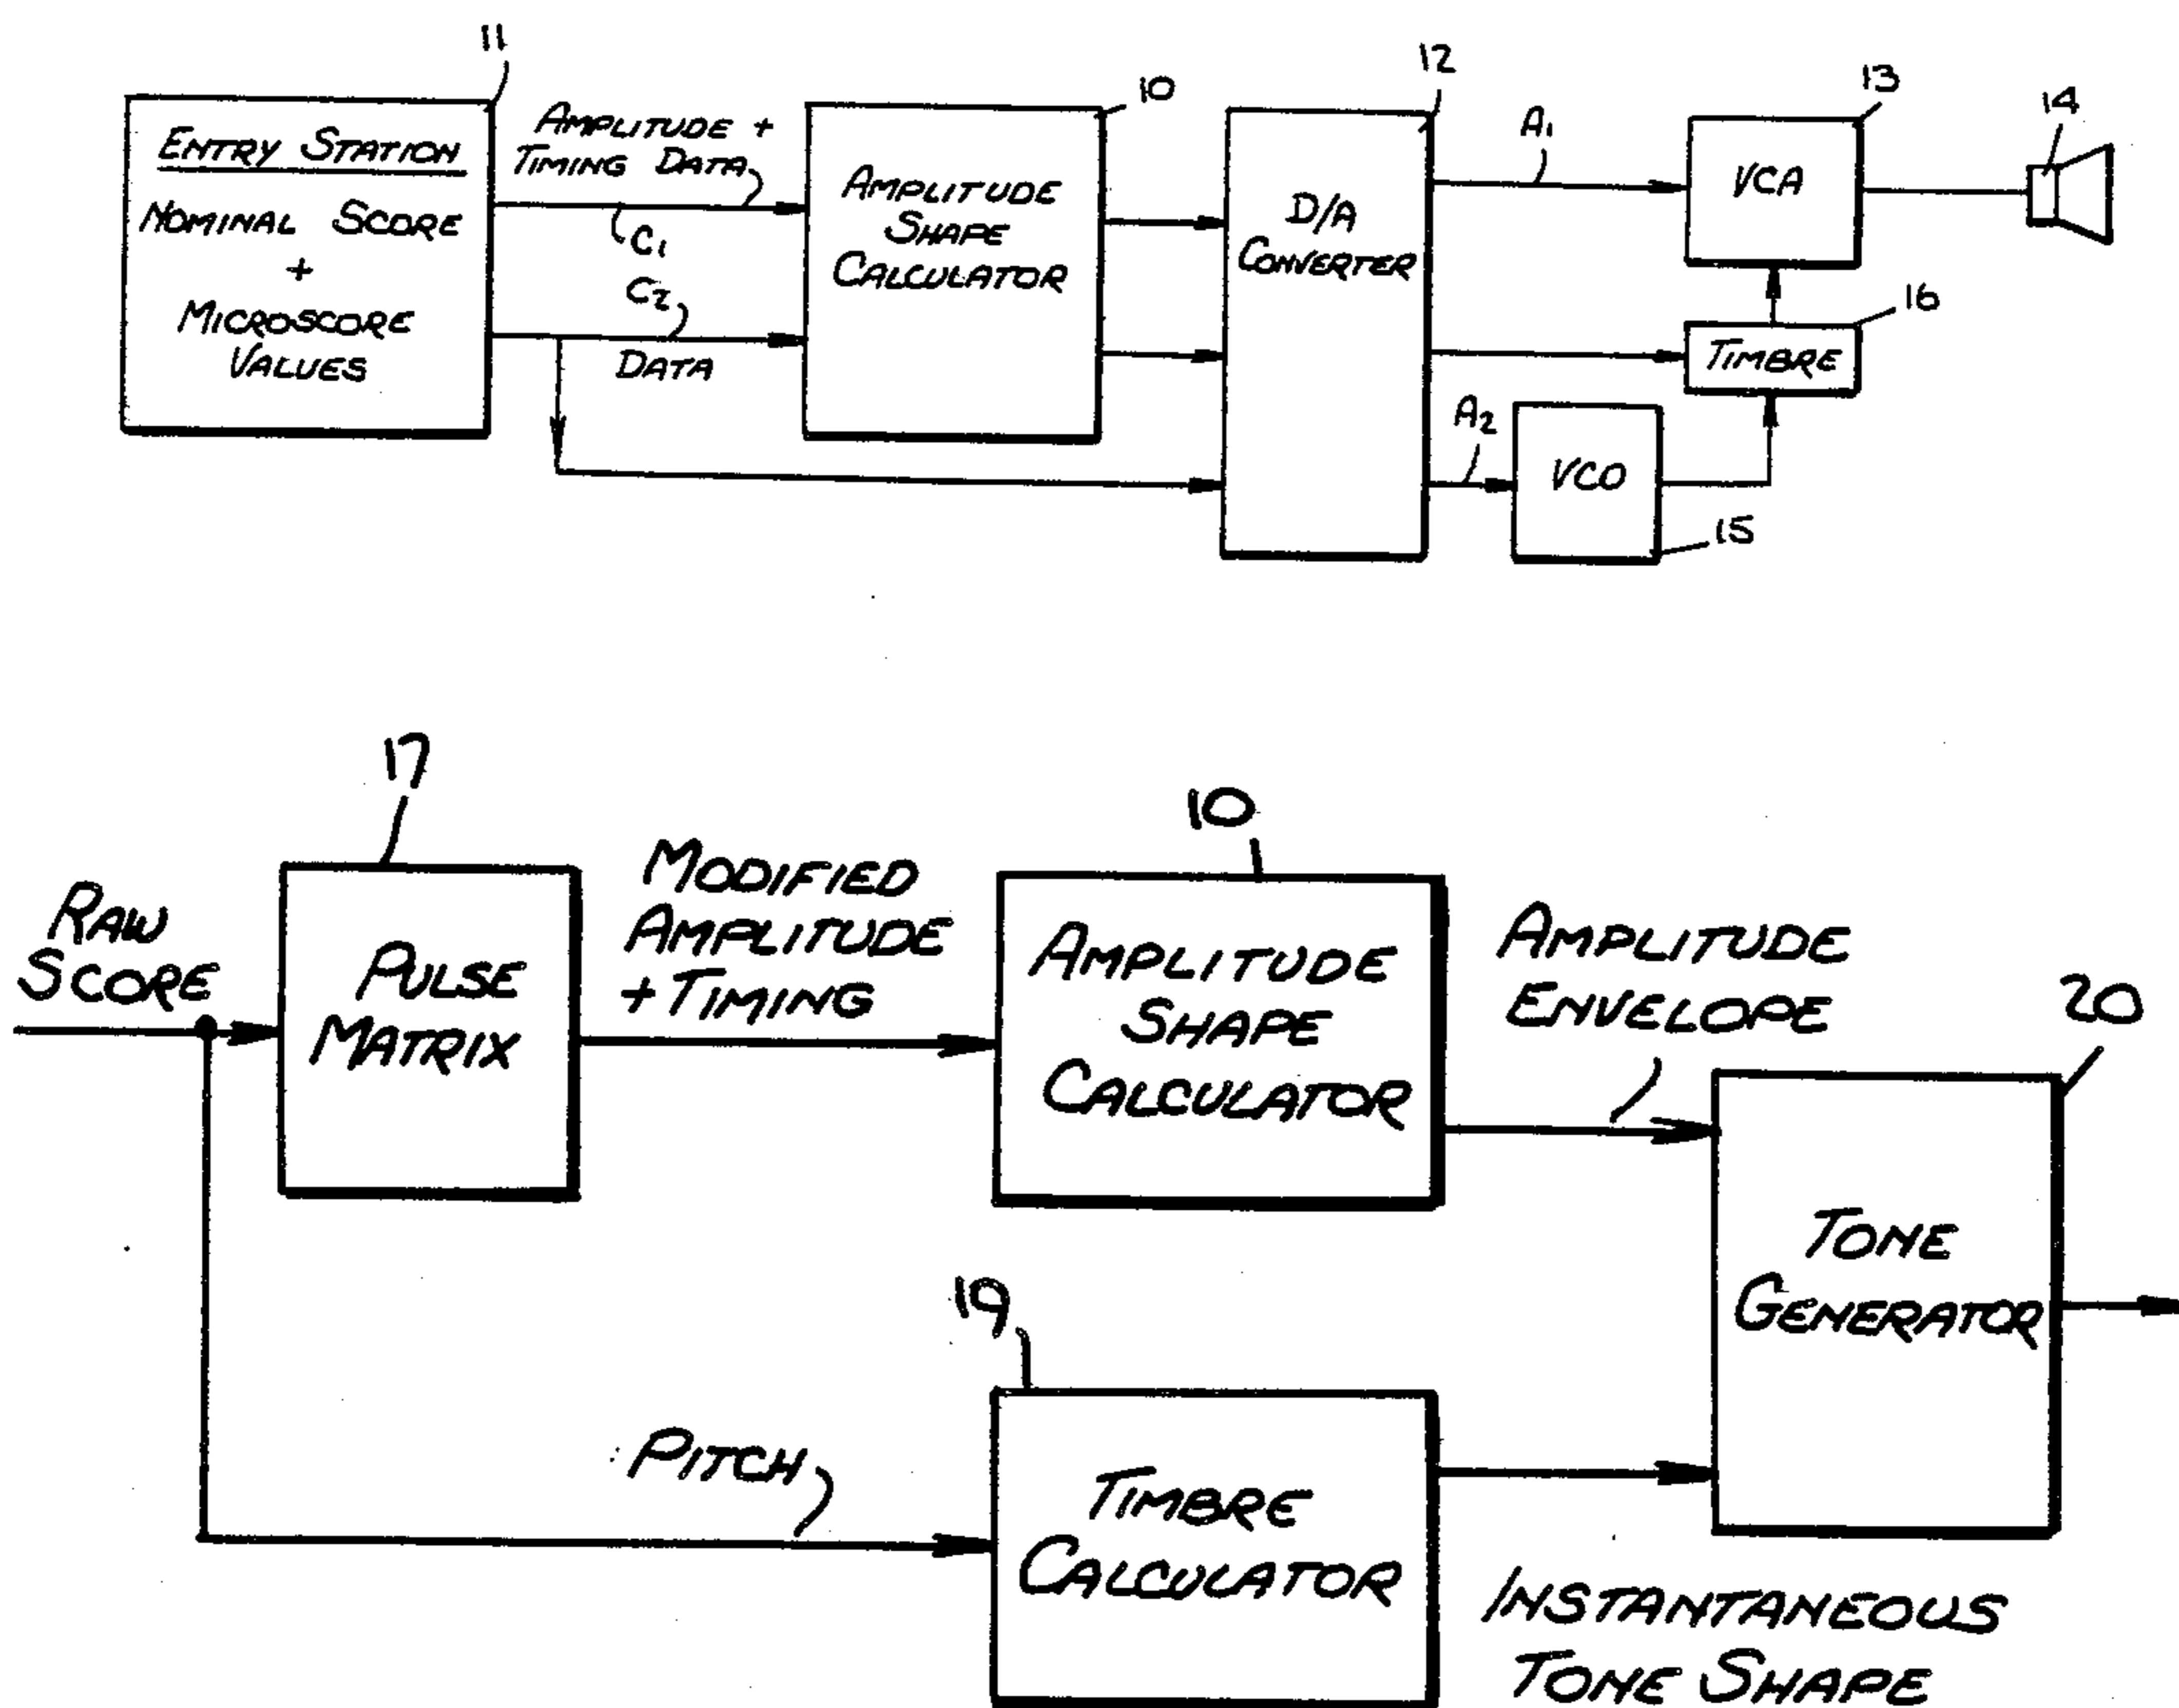 11
ENTRY STATION
NOMINAL SCORE
+
MICROSCORE
VALUES
AMPLITUDE +
TIMING DATA
C1
C2
DATA
10
AMPLITUDE
SHAPE
CALCULATOR
12
D/A
CONVERTER
A1
A2
13
VCA
14
16
TIMBRE
VCO
15
17
RAW
SCORE
PULSE
MATRIX
MODIFIED
AMPLITUDE
+ TIMING
10
AMPLITUDE
SHAPE
CALCULATOR
AMPLITUDE
ENVELOPE
20
TONE
GENERATOR
19
PITCH
TIMBRE
CALCULATOR
INSTANTANEOUS
TONE SHAPE